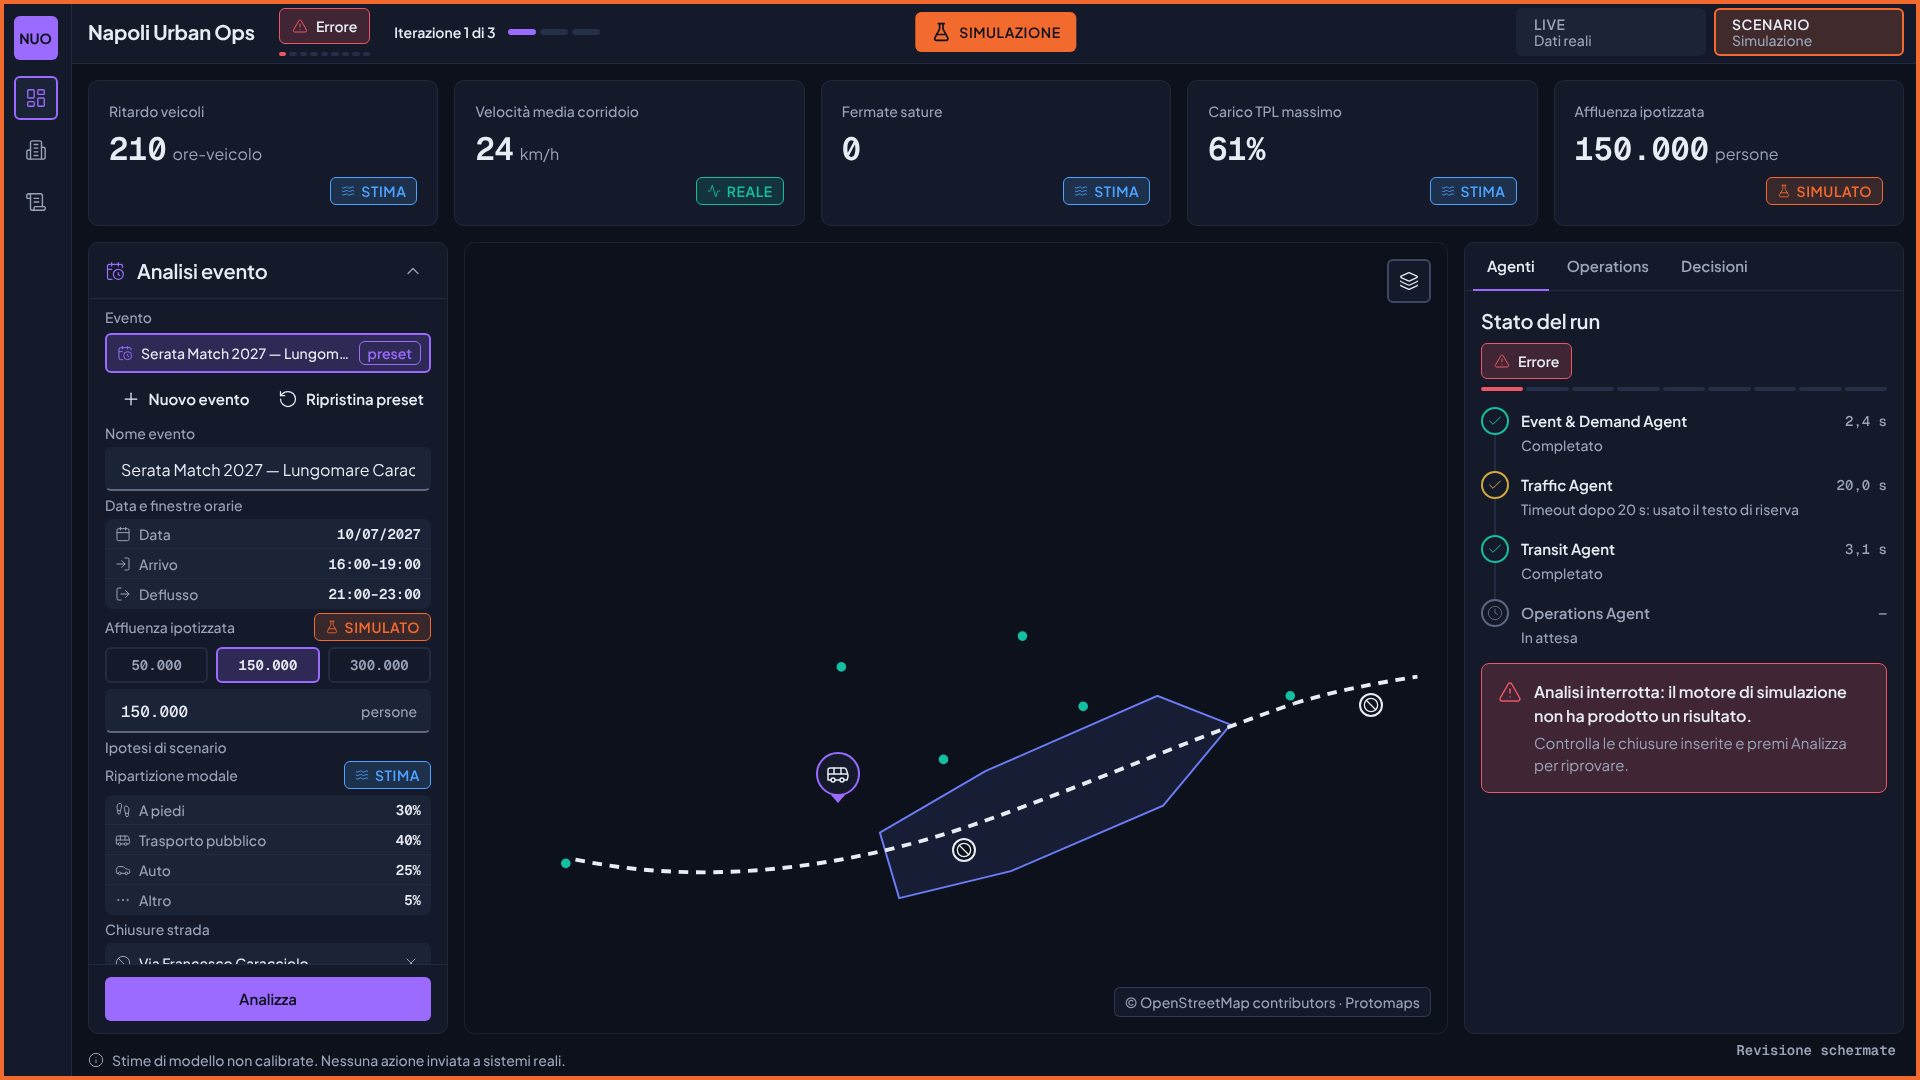 NUO
Napoli Urban Ops
Errore
Iterazione 1 di 3
SIMULAZIONE
LIVE
Dati reali
SCENARIO
Simulazione
Ritardo veicoli
210 ore-veicolo
STIMA
Velocità media corridoio
24 km/h
REALE
Fermate sature
0
STIMA
Carico TPL massimo
61%
STIMA
Affluenza ipotizzata
150.000 persone
SIMULATO
Analisi evento
Evento
Serata Match 2027 — Lungom...
preset
Nuovo evento
Ripristina preset
Nome evento
Serata Match 2027 — Lungomare Carac
Data e finestre orarie
Data 10/07/2027
Arrivo 16:00-19:00
Deflusso 21:00-23:00
Affluenza ipotizzata SIMULATO
50.000 150.000 300.000
150.000 persone
Ipotesi di scenario
Ripartizione modale STIMA
A piedi 30%
Trasporto pubblico 40%
Auto 25%
Altro 5%
Chiusure strada
Via Francesco Caracciolo
Analizza
© OpenStreetMap contributors · Protomaps
Agenti Operations Decisioni
Stato del run
Errore
Event & Demand Agent 2,4 s
Completato
Traffic Agent 20,0 s
Timeout dopo 20 s: usato il testo di riserva
Transit Agent 3,1 s
Completato
Operations Agent –
In attesa
Analisi interrotta: il motore di simulazione
non ha prodotto un risultato.
Controlla le chiusure inserite e premi Analizza
per riprovare.
Stime di modello non calibrate. Nessuna azione inviata a sistemi reali.
Revisione schermate